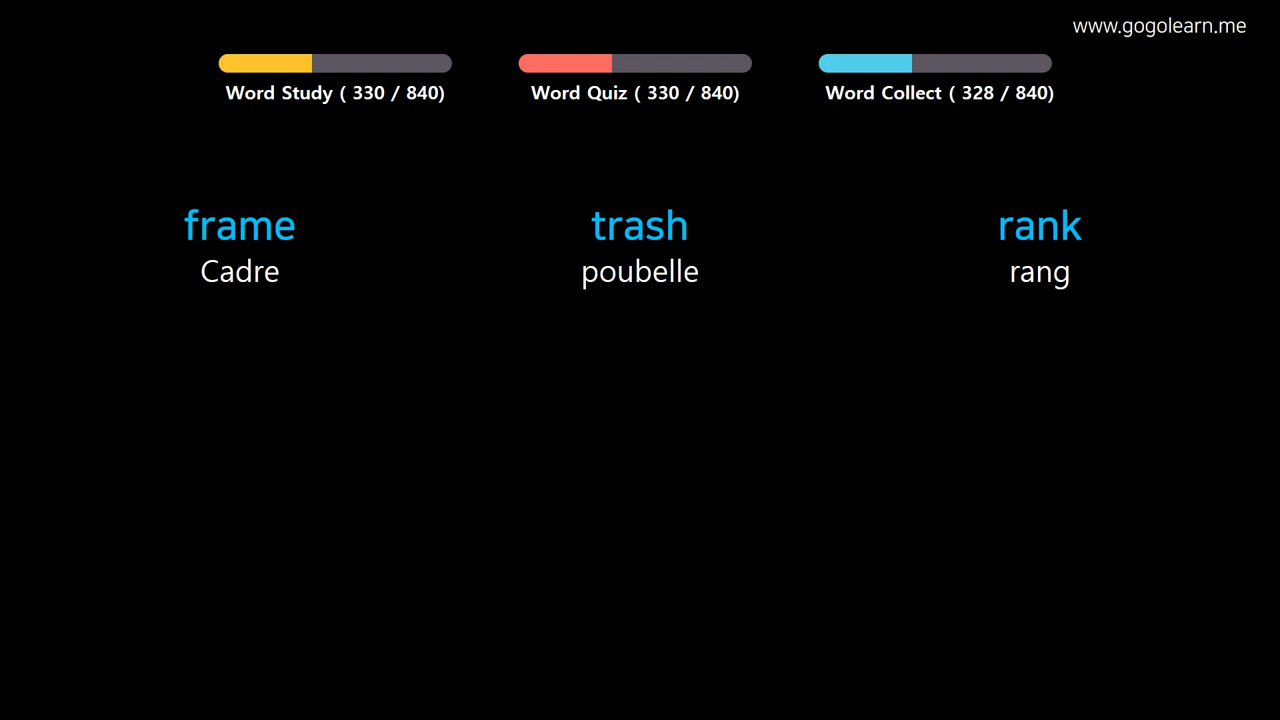 www.gogolearn.me
Word Study ( 330 / 840)
Word Quiz ( 330 / 840)
Word Collect ( 328 / 840)
frame
Cadre
trash
poubelle
rank
rang